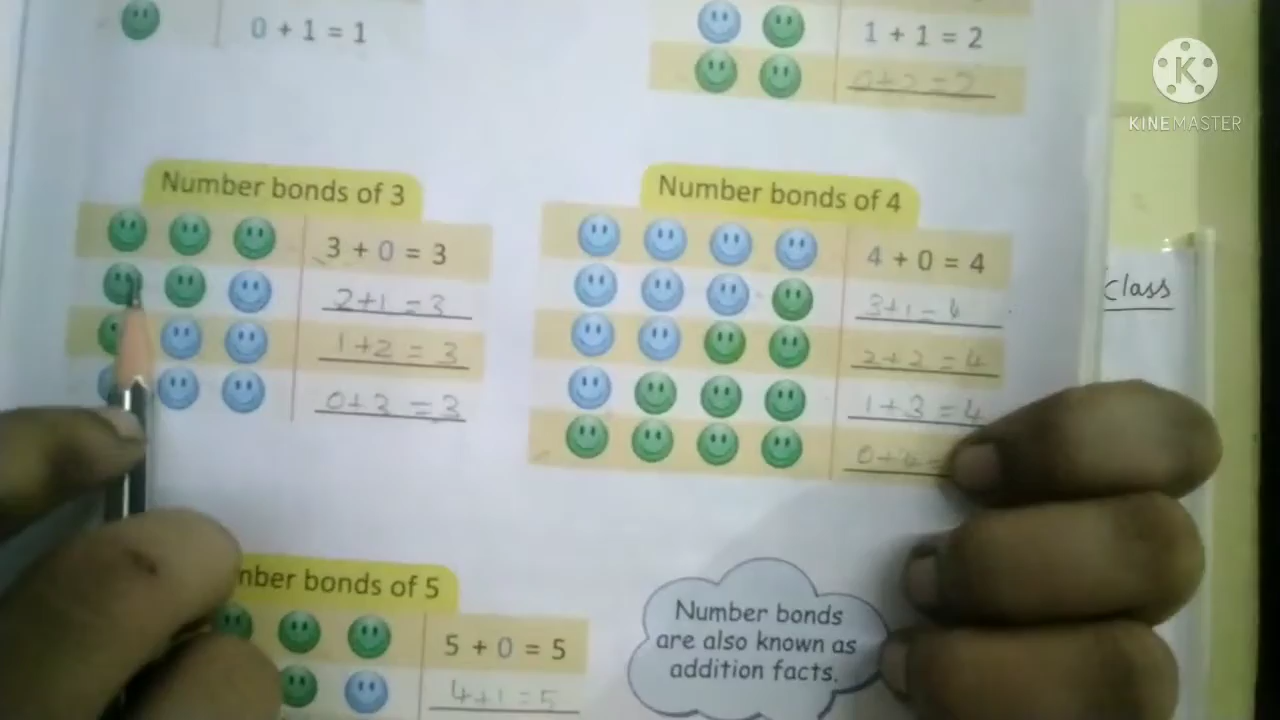 0 + 1 = 1
1 + 1 = 2
0+2 = 2
KINEMASTER
Number bonds of 3
3 + 0 = 3
2+1 = 3
1+2 = 3
0+3 = 3
Number bonds of 4
4 + 0 = 4
3+1 = 4
2+2 = 4
1+3 = 4
0+4 =
Class
nber bonds of 5
5 + 0 = 5
4+1 = 5
Number bonds
are also known as
addition facts.